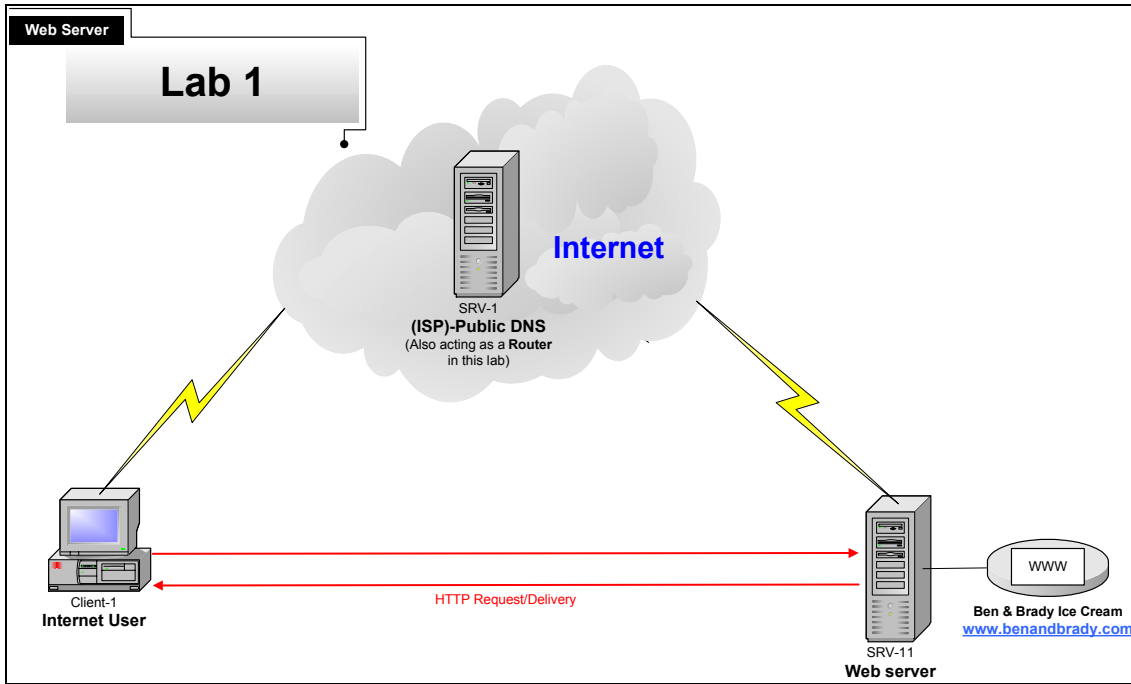 Web Server
Lab 1
Internet
SRV-1
(ISP)-Public DNS
(Also acting as a Router
in this lab)
HTTP Request/Delivery
Client-1
Internet User
WWW
Ben & Brady Ice Cream
www.benandbrady.com
SRV-11
Web server